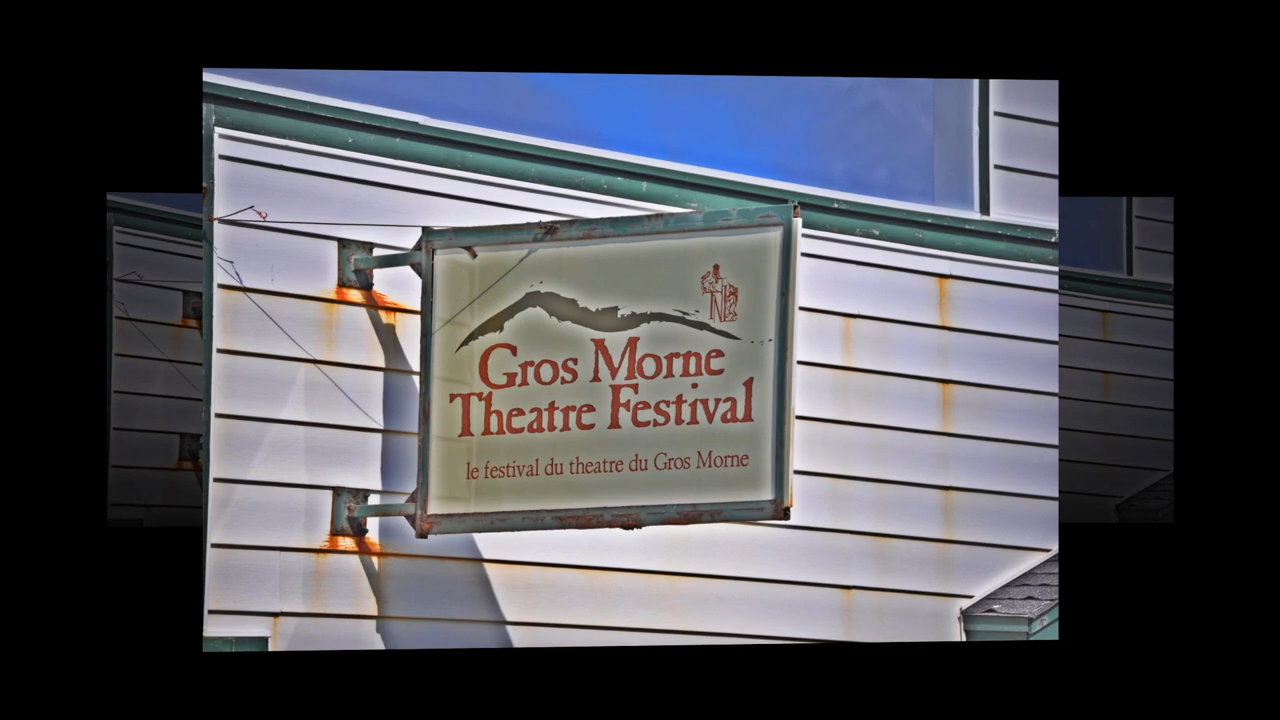 Gros Morne
Theatre Festival
le festival du theatre du Gros Morne